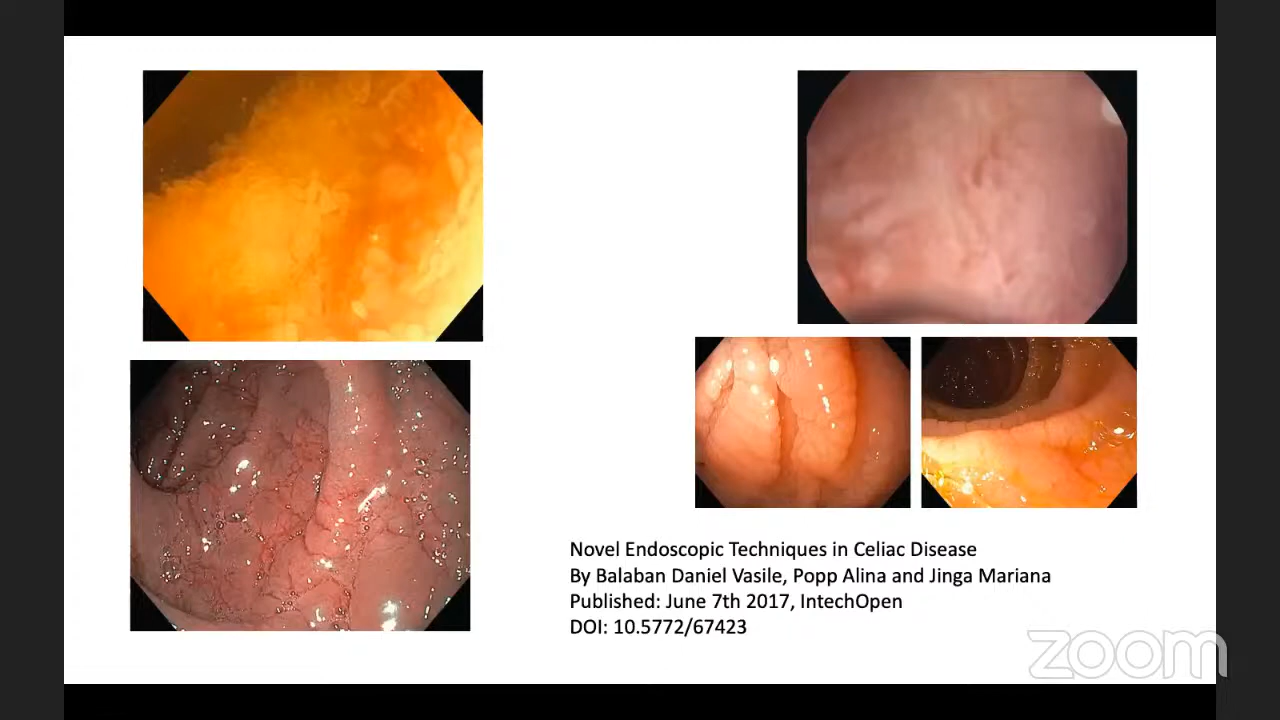 Novel Endoscopic Techniques in Celiac Disease
By Balaban Daniel Vasile, Popp Alina and Jinga Mariana
Published: June 7th 2017, IntechOpen
DOI: 10.5772/67423
zoom